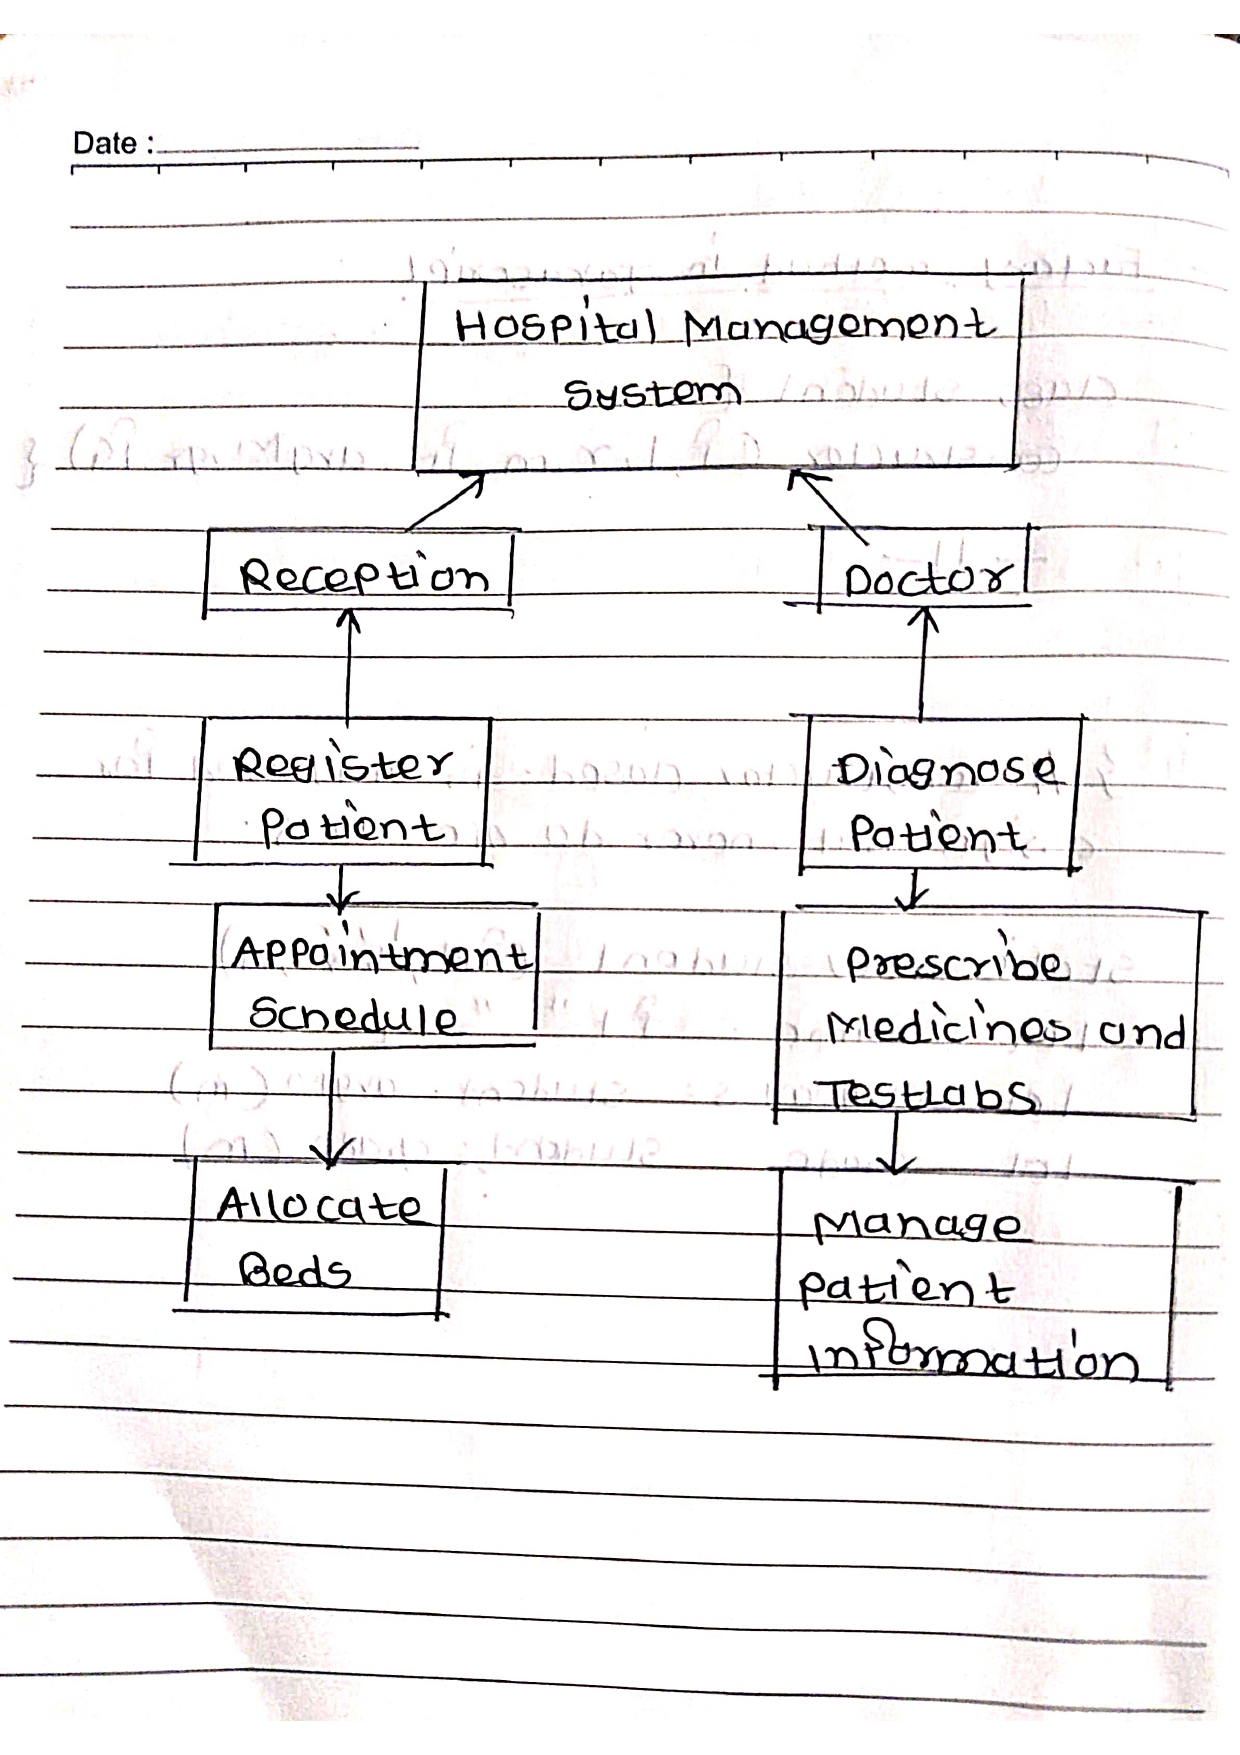 Date :
Hospital Management
System
Reception
Doctor
Register
Patient
Diagnose
Patient
Appointment
Schedule
Prescribe
Medicines and
Testlabs
Allocate
Beds
Manage
patient
information